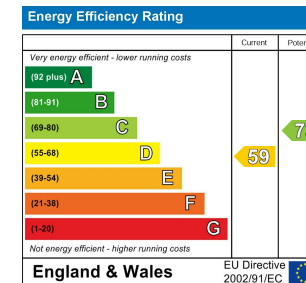 Energy Efficiency Rating
Current
Very energy efficient - lower running costs
(92 plus) A
(81-91) B
(69-80) C
(55-68) D
59
(39-54) E
(21-38) F
(1-20) G
Not energy efficient - higher running costs
England & Wales
EU Directive
2002/91/EC